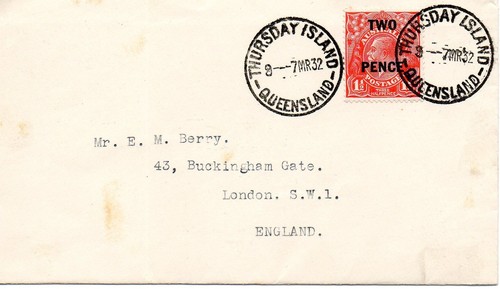 THURSDAY ISLAND
9 - 7MR32
QUEENSLAND
TWO
PENCE
POSTAGE
THURSDAY ISLAND
9 - 7MR32
QUEENSLAND
Mr. E. M. Berry.
43, Buckingham Gate.
London. S.W.1.
ENGLAND.